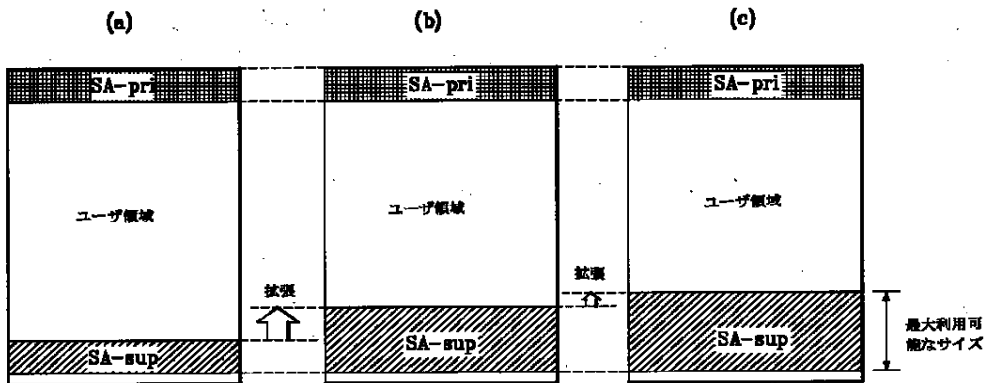 (a)
(b)
(c)
SA-pri
SA-pri
SA-pri
ユーザ領域
ユーザ領域
ユーザ領域
拡張
拡張
SA-sup
SA-sup
SA-sup
最大利用可
能なサイズ